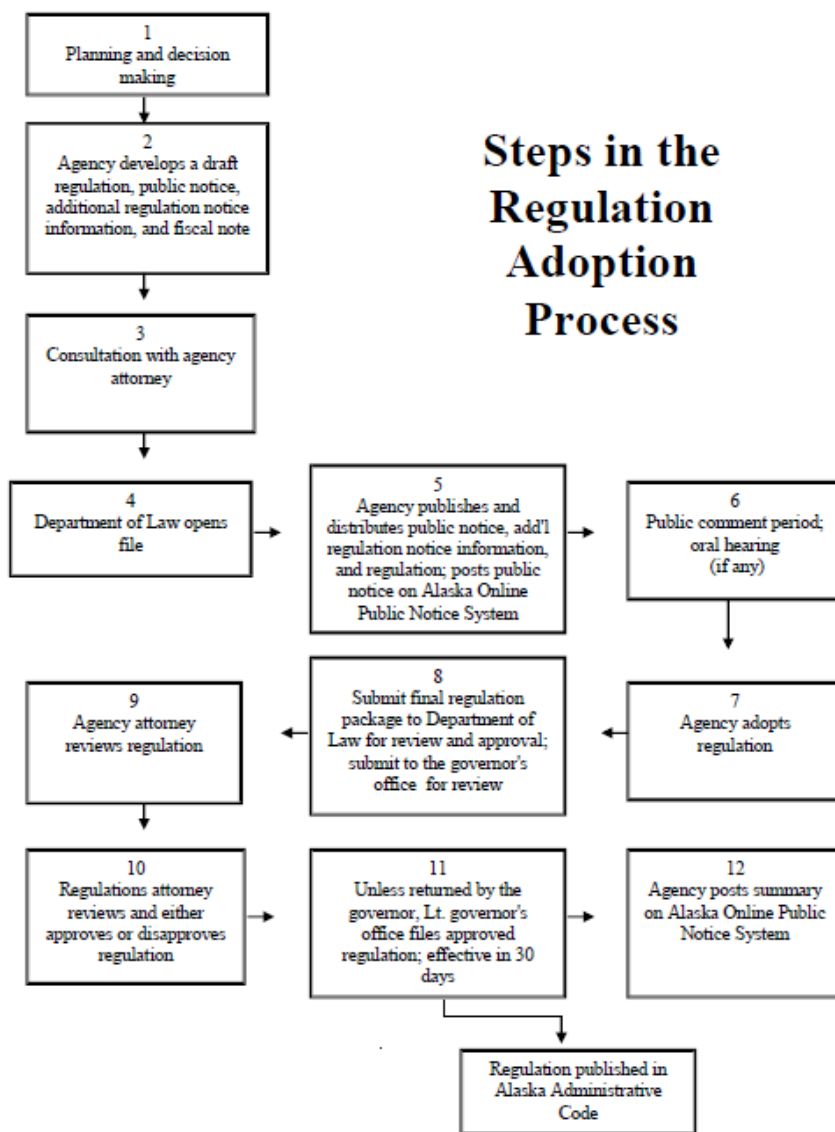 Steps in the
Regulation
Adoption
Process
1
Planning and decision
making
2
Agency develops a draft
regulation, public notice,
additional regulation notice
information, and fiscal note
3
Consultation with agency
attorney
4
Department of Law opens
file
5
Agency publishes and
distributes public notice, add'l
regulation notice information,
and regulation; posts public
notice on Alaska Online
Public Notice System
6
Public comment period;
oral hearing
(if any)
7
Agency adopts
regulation
8
Submit final regulation
package to Department of
Law for review and approval;
submit to the governor's
office for review
9
Agency attorney
reviews regulation
10
Regulations attorney
reviews and either
approves or disapproves
regulation
11
Unless returned by the
governor, Lt. governor's
office files approved
regulation; effective in 30
days
12
Agency posts summary
on Alaska Online Public
Notice System
Regulation published in
Alaska Administrative
Code